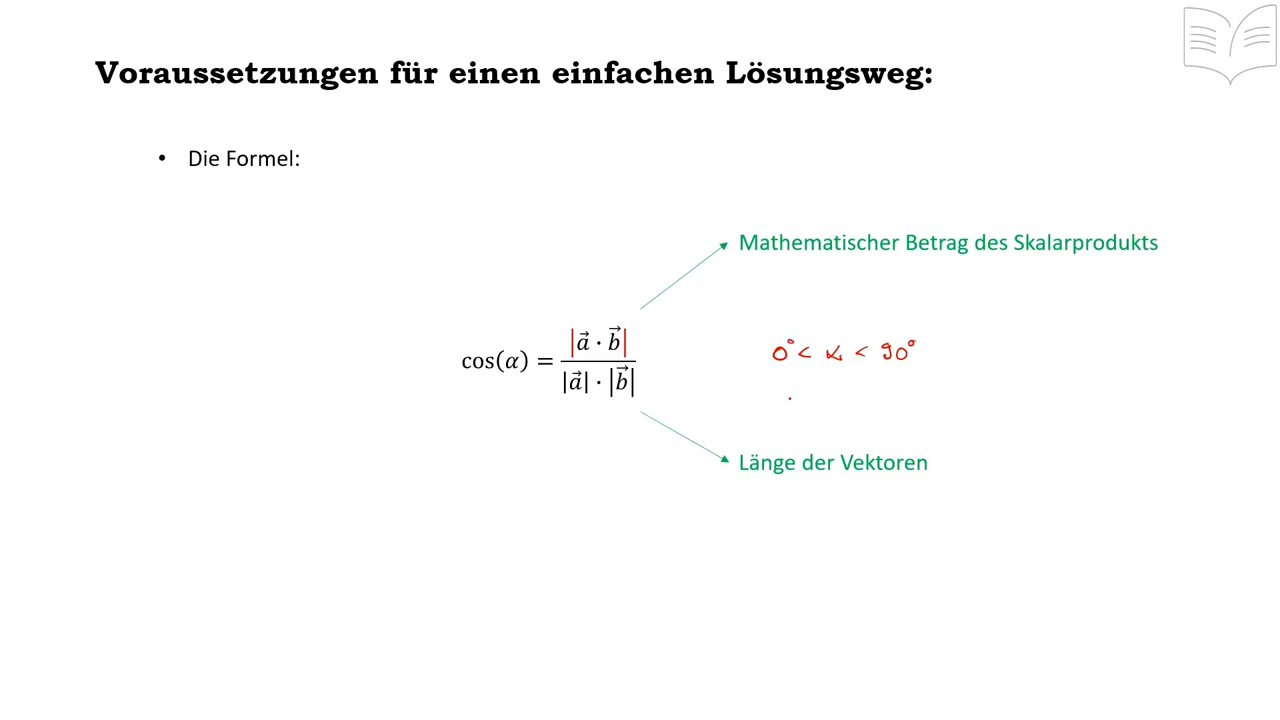 Voraussetzungen für einen einfachen Lösungsweg:
• Die Formel:
Mathematischer Betrag des Skalarprodukts
cos(α) = |a⃗ · b⃗| / |a⃗| · |b⃗|
0° < α < 90°
Länge der Vektoren